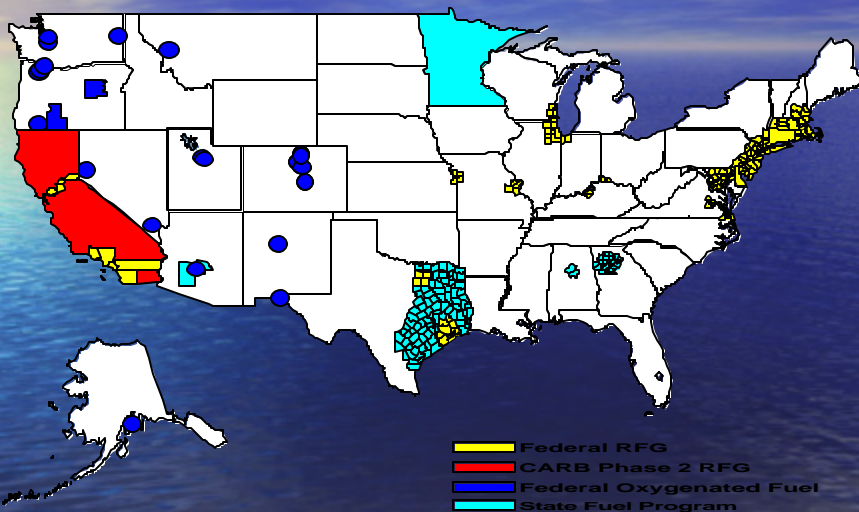 Federal RFG
CARB Phase 2 RFG
Federal Oxygenated Fuel
State Fuel Program